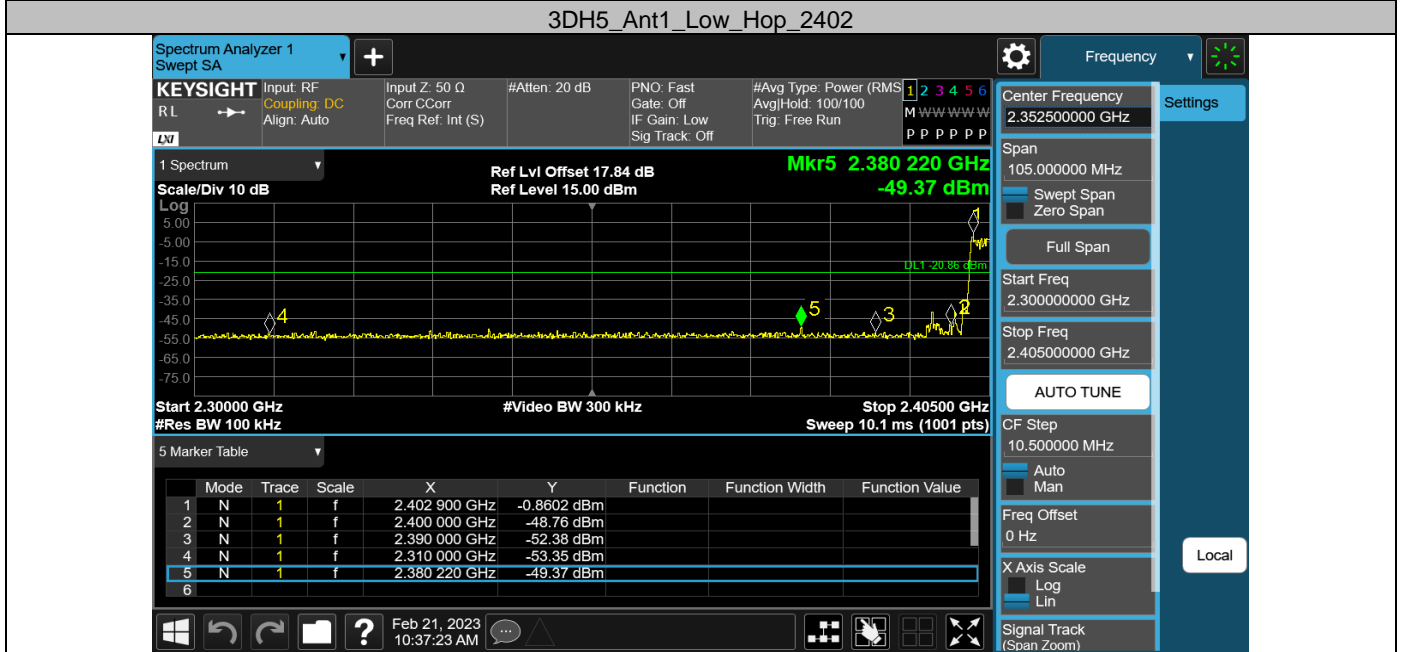 3DH5_Ant1_Low_Hop_2402
Spectrum Analyzer 1
Swept SA
+
Frequency
KEYSIGHT
RL
LXI
Input: RF
Coupling: DC
Align: Auto
Input Z: 50 Ω
Corr CCorr
Freq Ref: Int (S)
#Atten: 20 dB
PNO: Fast
Gate: Off
IF Gain: Low
Sig Track: Off
#Avg Type: Power (RMS
Avg|Hold: 100/100
Trig: Free Run
1 2 3 4 5 6
M W W W W W
P P P P P P
1 Spectrum
Scale/Div 10 dB
Ref Lvl Offset 17.84 dB
Ref Level 15.00 dBm
Mkr5 2.380 220 GHz
-49.37 dBm
Log
5.00
-5.00
-15.0
-25.0
-35.0
-45.0
-55.0
-65.0
-75.0
1
DL1 -20.86 dBm
4
5
3
2
Start 2.30000 GHz
#Video BW 300 kHz
Stop 2.40500 GHz
#Res BW 100 kHz
Sweep 10.1 ms (1001 pts)
5 Marker Table
Mode Trace Scale X Y Function Function Width Function Value
1 N 1 f 2.402 900 GHz -0.8602 dBm
2 N 1 f 2.400 000 GHz -48.76 dBm
3 N 1 f 2.390 000 GHz -52.38 dBm
4 N 1 f 2.310 000 GHz -53.35 dBm
5 N 1 f 2.380 220 GHz -49.37 dBm
6
?
Feb 21, 2023
10:37:23 AM
Center Frequency
2.352500000 GHz
Settings
Span
105.000000 MHz
Swept Span
Zero Span
Full Span
Start Freq
2.300000000 GHz
Stop Freq
2.405000000 GHz
AUTO TUNE
CF Step
10.500000 MHz
Auto
Man
Freq Offset
0 Hz
Local
X Axis Scale
Log
Lin
Signal Track
(Span Zoom)